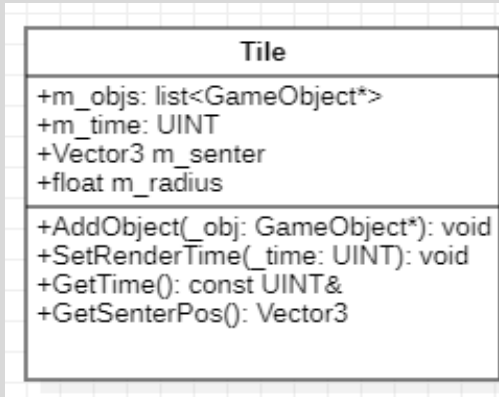 Tile
+m_objs: list<GameObject*>
+m_time: UINT
+Vector3 m_senter
+float m_radius
+AddObject(_obj: GameObject*): void
+SetRenderTime(_time: UINT): void
+GetTime(): const UINT&
+GetSenterPos(): Vector3